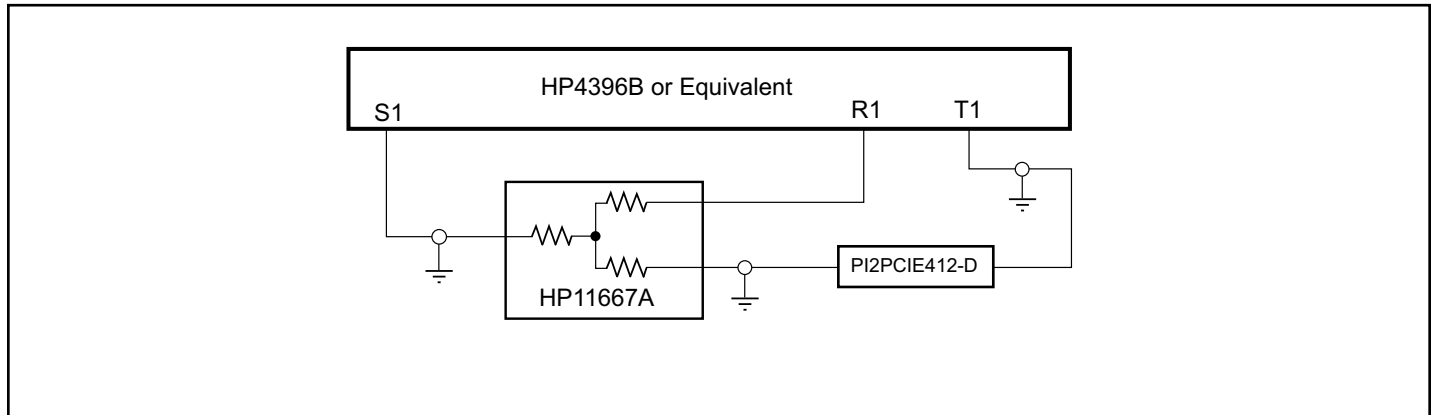 HP4396B or Equivalent
S1
R1
T1
PI2PCIE412-D
HP11667A